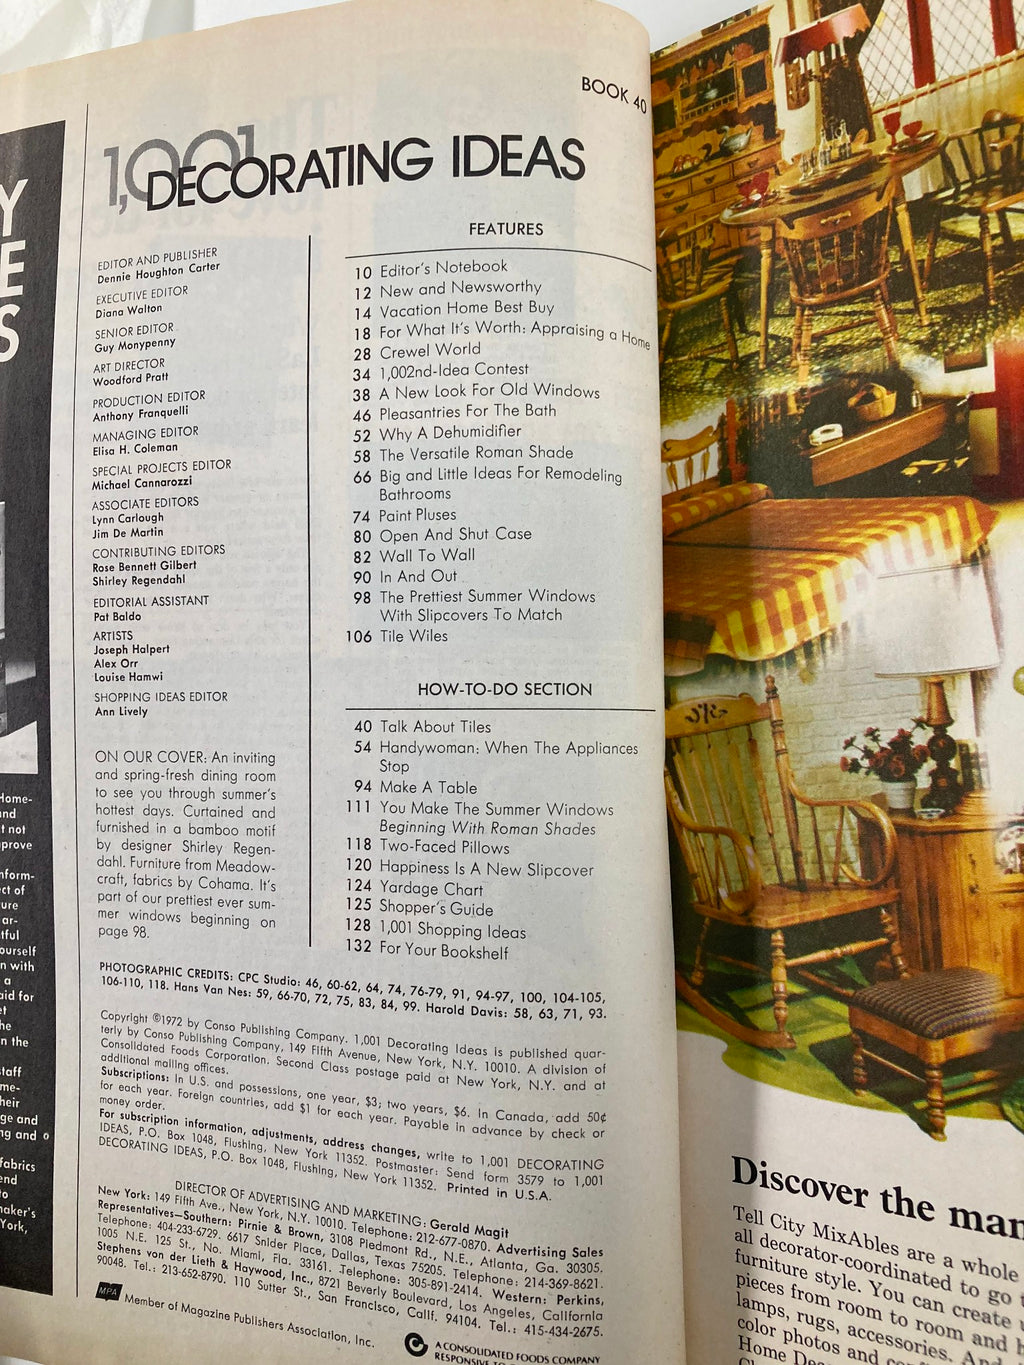 BOOK 40
1,001
DECORATING IDEAS
EDITOR AND PUBLISHER
Dennie Houghton Carter
EXECUTIVE EDITOR
Diana Walton
SENIOR EDITOR
Guy Monypenny
ART DIRECTOR
Woodford Pratt
PRODUCTION EDITOR
Anthony Franquelli
MANAGING EDITOR
Elisa H. Coleman
SPECIAL PROJECTS EDITOR
Michael Cannarozzi
ASSOCIATE EDITORS
Lynn Carlough
Jim De Martin
CONTRIBUTING EDITORS
Rose Bennett Gilbert
Shirley Regendahl
EDITORIAL ASSISTANT
Pat Baldo
ARTISTS
Joseph Halpert
Alex Orr
Louise Hamwi
SHOPPING IDEAS EDITOR
Ann Lively
ON OUR COVER: An inviting
and spring-fresh dining room
to see you through summer's
hottest days. Curtained and
furnished in a bamboo motif
by designer Shirley Regen-
dahl. Furniture from Meadow-
craft, fabrics by Cohama. It's
part of our prettiest ever sum-
mer windows beginning on
page 98.
FEATURES
10 Editor's Notebook
12 New and Newsworthy
14 Vacation Home Best Buy
18 For What It's Worth: Appraising a Home
28 Crewel World
34 1,002nd-Idea Contest
38 A New Look For Old Windows
46 Pleasantries For The Bath
52 Why A Dehumidifier
58 The Versatile Roman Shade
66 Big and Little Ideas For Remodeling
Bathrooms
74 Paint Pluses
80 Open And Shut Case
82 Wall To Wall
90 In And Out
98 The Prettiest Summer Windows
With Slipcovers To Match
106 Tile Wiles
HOW-TO-DO SECTION
40 Talk About Tiles
54 Handywoman: When The Appliances
Stop
94 Make A Table
111 You Make The Summer Windows
Beginning With Roman Shades
118 Two-Faced Pillows
120 Happiness Is A New Slipcover
124 Yardage Chart
125 Shopper's Guide
128 1,001 Shopping Ideas
132 For Your Bookshelf
PHOTOGRAPHIC CREDITS: CPC Studio: 46, 60-62, 64, 74, 76-79, 91, 94-97, 100, 104-105,
106-110, 118. Hans Van Nes: 59, 66-70, 72, 75, 83, 84, 99. Harold Davis: 58, 63, 71, 93.
Copyright ©1972 by Conso Publishing Company. 1,001 Decorating Ideas is published quar-
terly by Conso Publishing Company, 149 Fifth Avenue, New York, N.Y. 10010. A division of
Consolidated Foods Corporation. Second Class postage paid at New York, N.Y. and at
additional mailing offices.
Subscriptions: In U.S. and possessions, one year, $3; two years, $6. In Canada, add 50¢
for each year. Foreign countries, add $1 for each year. Payable in advance by check or
money order.
For subscription information, adjustments, address changes, write to 1,001 DECORATING
IDEAS, P.O. Box 1048, Flushing, New York 11352. Postmaster: Send form 3579 to 1,001
DECORATING IDEAS, P.O. Box 1048, Flushing, New York 11352. Printed in U.S.A.
DIRECTOR OF ADVERTISING AND MARKETING: Gerald Magit
New York: 149 Fifth Ave., New York, N.Y. 10010. Telephone: 212-677-0870. Advertising Sales
Representatives—Southern: Pirnie & Brown, 3108 Piedmont Rd., N.E., Atlanta, Ga. 30305.
Telephone: 404-233-6729. 6617 Snider Place, Dallas, Texas 75205. Telephone: 214-369-8621.
1005 N.E. 125 St., No. Miami, Fla. 33161. Telephone: 305-891-2414. Western: Perkins,
Stephens von der Lieth & Haywood, Inc., 8721 Beverly Boulevard, Los Angeles, California
90048. Tel.: 213-652-8790. 110 Sutter St., San Francisco, Calif. 94104. Tel.: 415-434-2675.
MPA Member of Magazine Publishers Association, Inc.
A CONSOLIDATED FOODS COMPANY
RESPONSIVE TO
Discover the man
Tell City MixAbles are a whole
all decorator-coordinated to go
furniture style. You can create
pieces from room to room and
lamps, rugs, accessories. And
color photos and
Home Dec